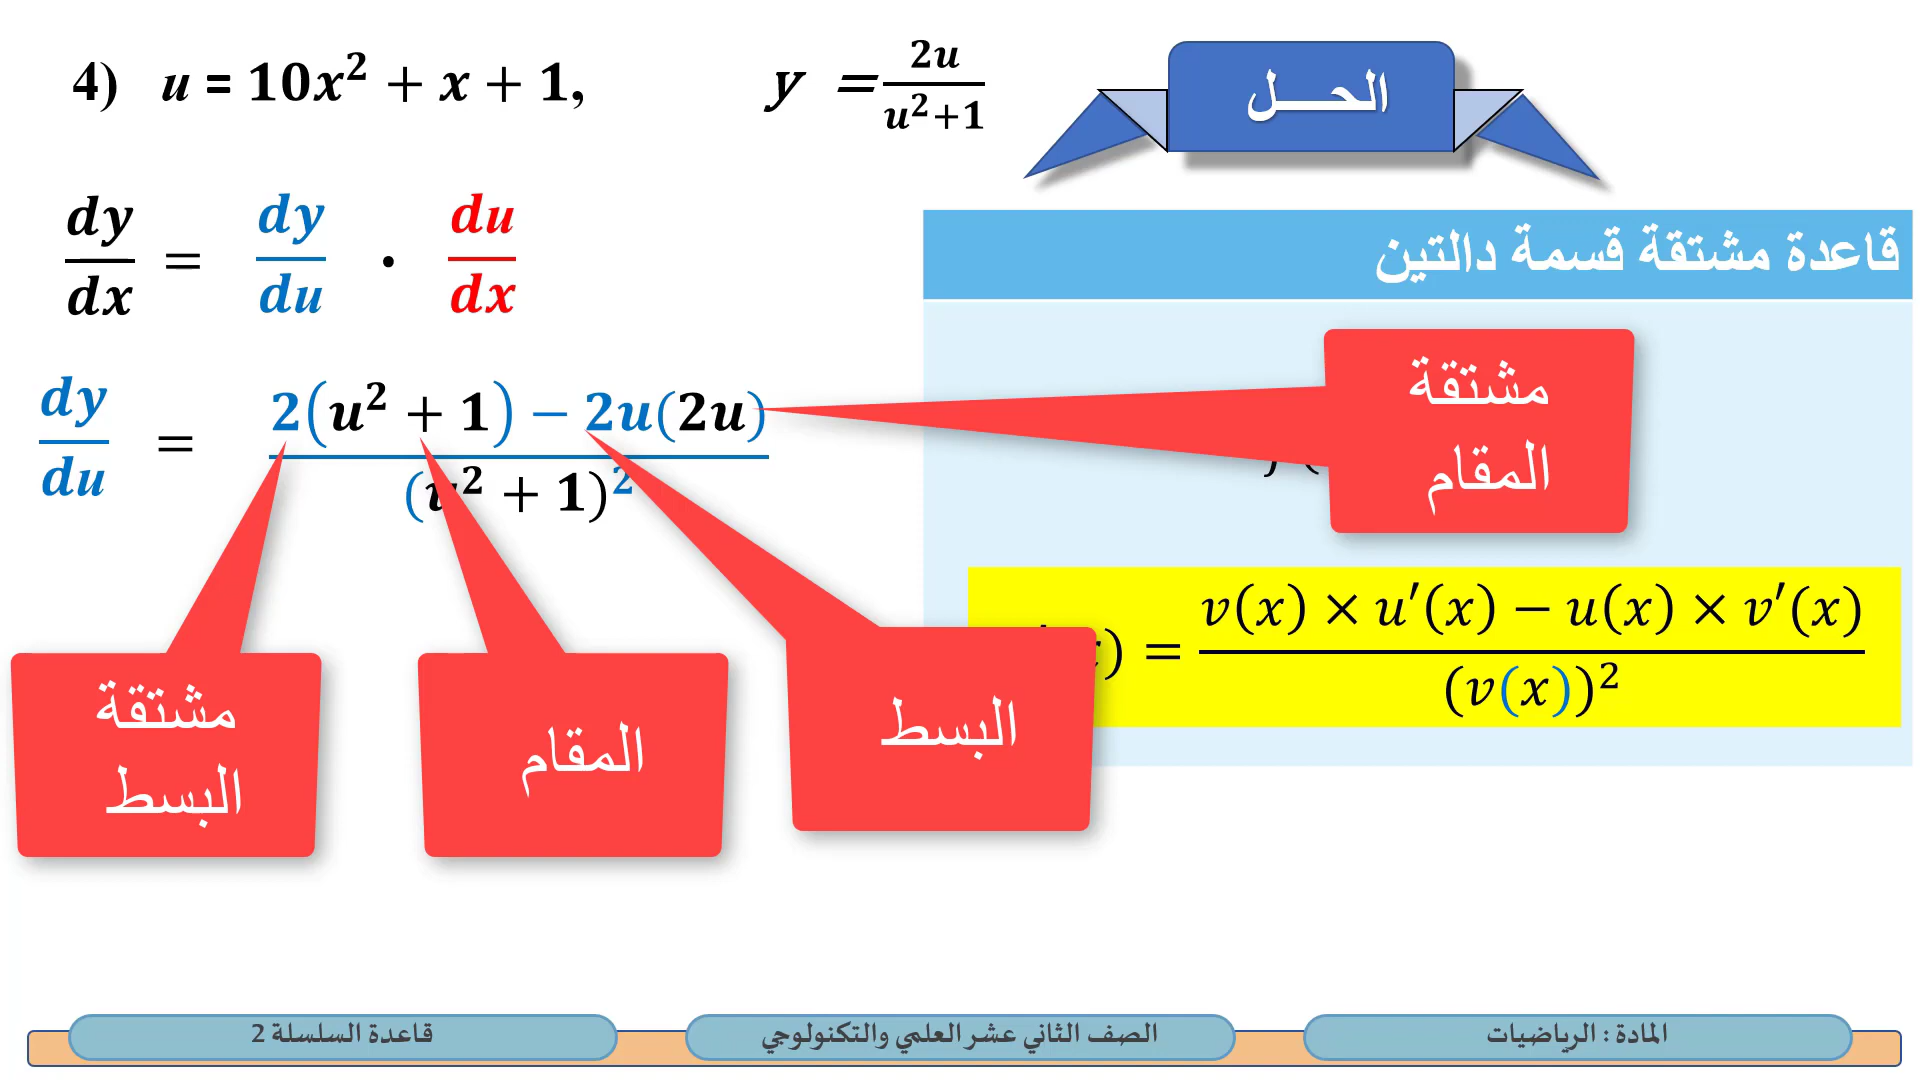 الحـــل
4) u = 10x² + x + 1, y = 2u/(u²+1)
dy/dx = dy/du · du/dx
قاعدة مشتقة قسمة دالتين
dy/du = (2(u² + 1) − 2u(2u))/(u² + 1)²
مشتقة
المقام
= (v(x) × u′(x) − u(x) × v′(x))/(v(x))²
مشتقة
البسط
المقام
البسط
المادة : الرياضيات
الصف الثاني عشر العلمي والتكنولوجي
قاعدة السلسلة 2